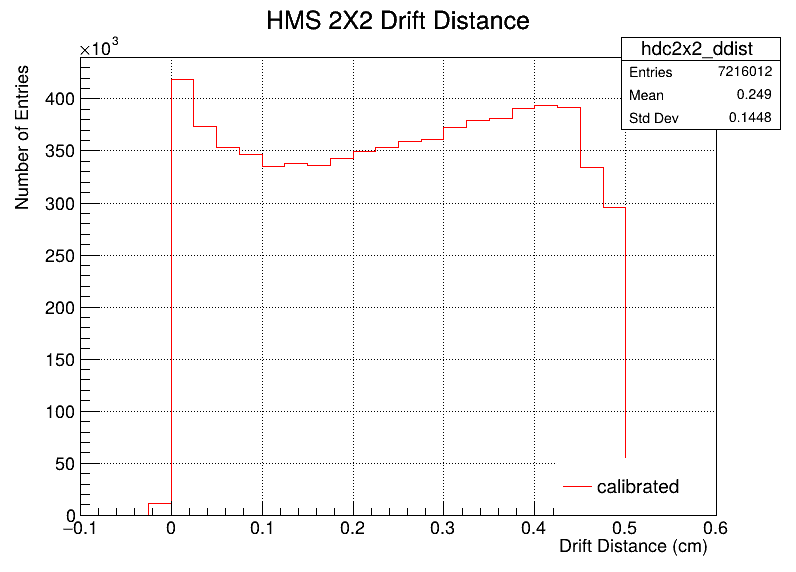 HMS 2X2 Drift Distance
×10³
hdc2x2_ddist
Entries 7216012
Mean 0.249
Std Dev 0.1448
Number of Entries
400
350
300
250
200
150
100
50
0
−0.1 0 0.1 0.2 0.3 0.4 0.5 0.6
calibrated
Drift Distance (cm)